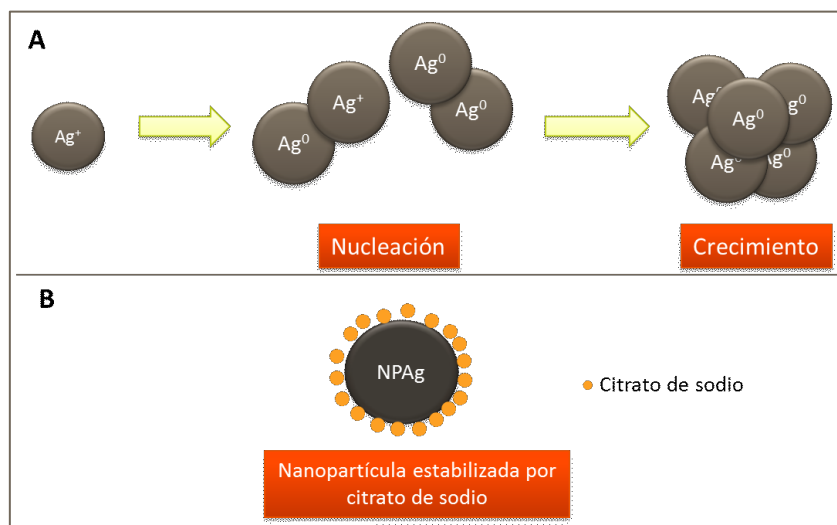 A
Ag⁺
Ag⁰
Ag⁺
Ag⁰
Ag⁰
Ag⁰
Ag⁰
Ag⁰
Ag⁰
Ag⁰
Nucleación
Crecimiento
B
NPAg
Citrato de sodio
Nanopartícula estabilizada por
citrato de sodio